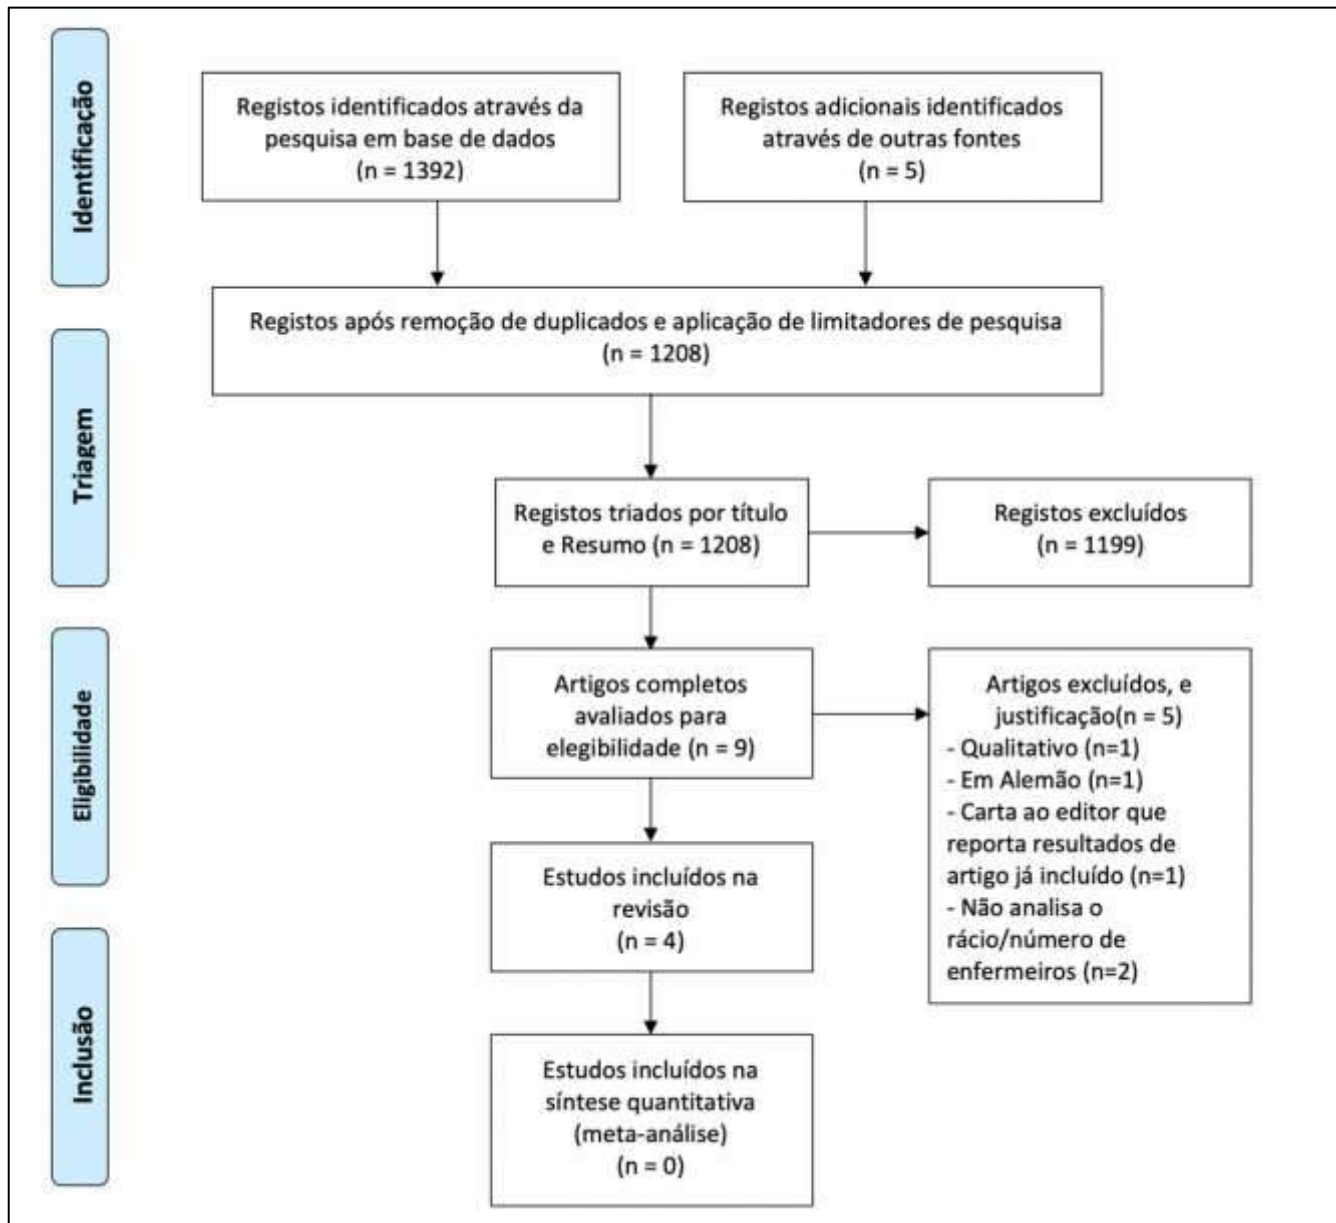 Identificação
Registos identificados através da
pesquisa em base de dados
(n = 1392)
Registos adicionais identificados
através de outras fontes
(n = 5)
Registos após remoção de duplicados e aplicação de limitadores de pesquisa
(n = 1208)
Triagem
Registos triados por título
e Resumo (n = 1208)
Registos excluídos
(n = 1199)
Eligibilidade
Artigos completos
avaliados para
elegibilidade (n = 9)
Artigos excluídos, e
justificação(n = 5)
- Qualitativo (n=1)
- Em Alemão (n=1)
- Carta ao editor que
reporta resultados de
artigo já incluído (n=1)
- Não analisa o
rácio/número de
enfermeiros (n=2)
Estudos incluídos na
revisão
(n = 4)
Inclusão
Estudos incluídos na
síntese quantitativa
(meta-análise)
(n = 0)